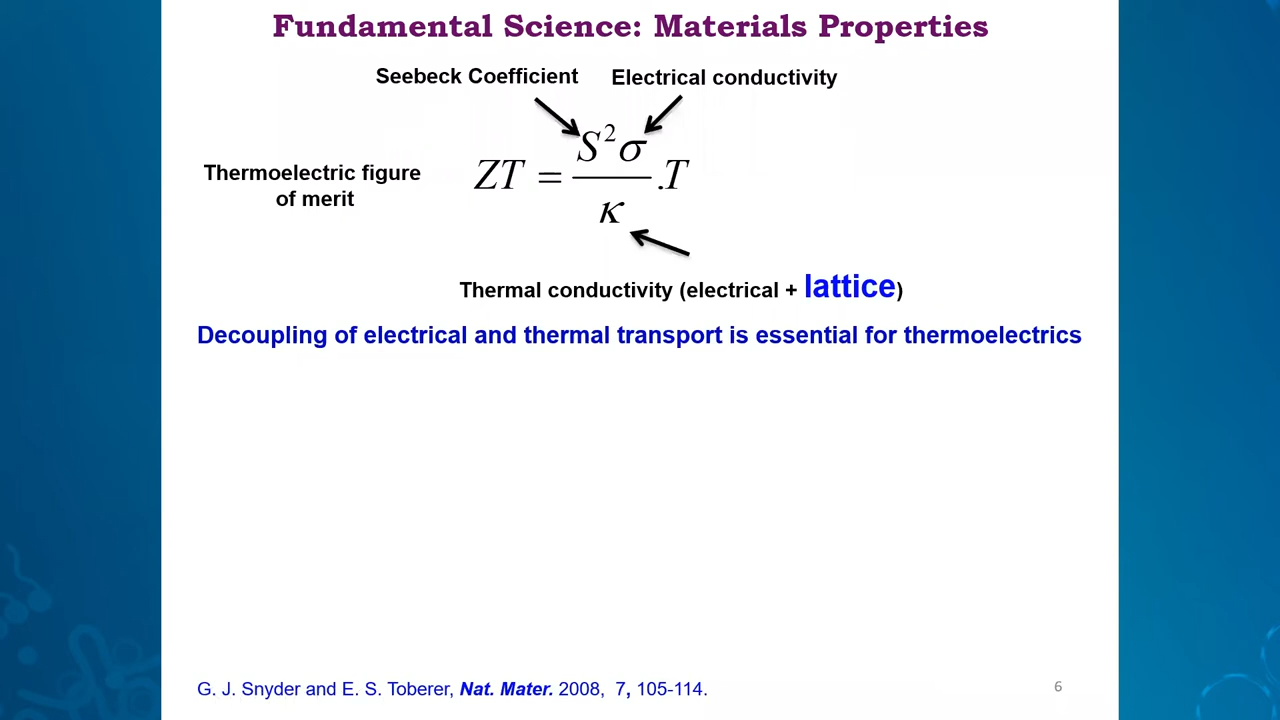 Fundamental Science: Materials Properties
Seebeck Coefficient Electrical conductivity
Thermoelectric figure
of merit
ZT = S²σ / κ .T
Thermal conductivity (electrical + lattice)
Decoupling of electrical and thermal transport is essential for thermoelectrics
G. J. Snyder and E. S. Toberer, Nat. Mater. 2008, 7, 105-114.
6